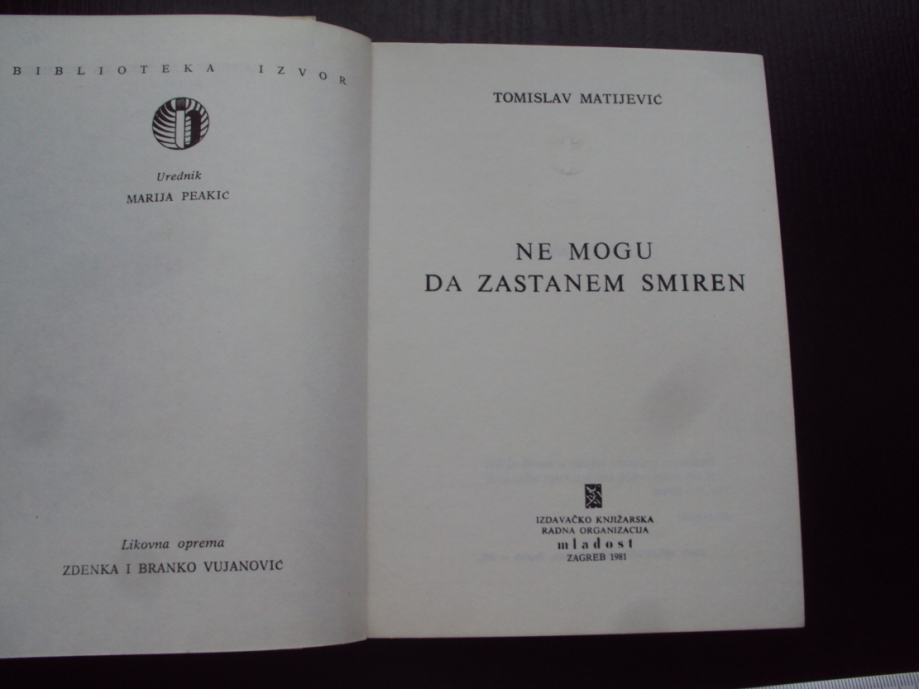 BIBLIOTEKA IZVOR
Urednik
MARIJA PEAKIĆ
Likovna oprema
ZDENKA I BRANKO VUJANOVIĆ
TOMISLAV MATIJEVIĆ
NE MOGU
DA ZASTANEM SMIREN
IZDAVAČKO KNJIŽARSKA
RADNA ORGANIZACIJA
mladost
ZAGREB 1981